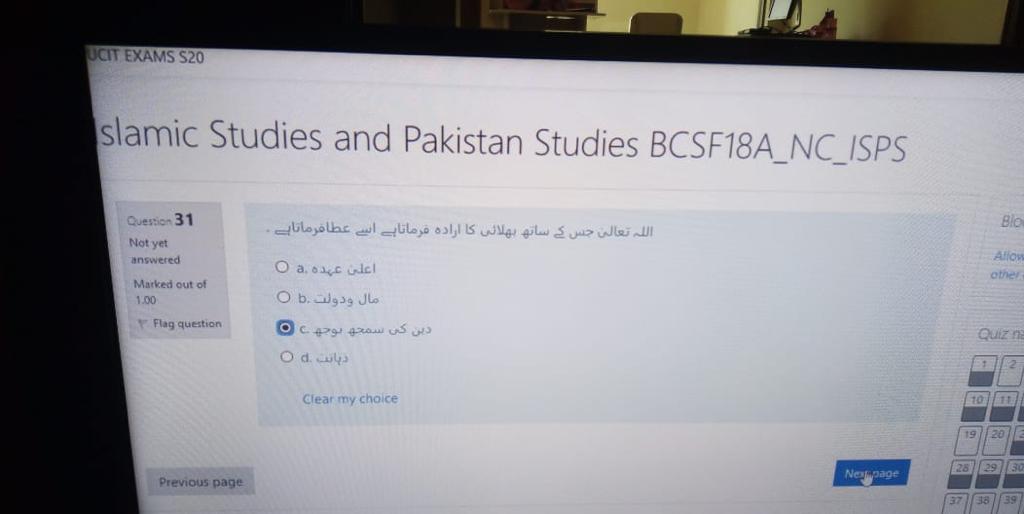 UCIT EXAMS S20
Islamic Studies and Pakistan Studies BCSF18A_NC_ISPS
Question 31
Not yet
answered
Marked out of
1.00
Flag question
اللہ تعالیٰ جس کے ساتھ بھلائی کا ارادہ فرماتاہے اسے عطافرماتاہے .
a. اعلیٰ عہدہ
b. مال ودولت
c. دین کی سمجھ بوجھ
d. ذہانت
Clear my choice
Previous page
Next page
Allow
other
Quiz na
1 2
10 11
19 20
28 29 30
37 38 39